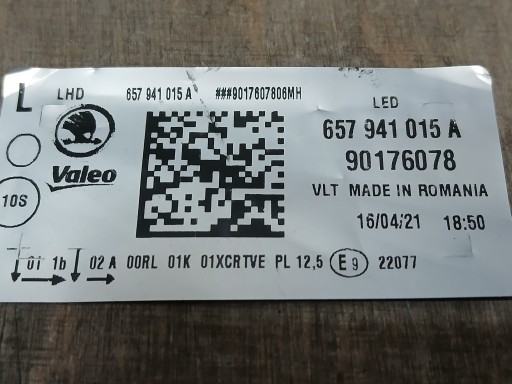 L LHD 657 941 015 A ###9017607806MH LED
657 941 015 A
90176078
Valeo
VLT MADE IN ROMANIA
10S
16/04/21 18:50
01 1b 02 A 00RL 01K 01XCRTVE PL 12,5 E9 22077